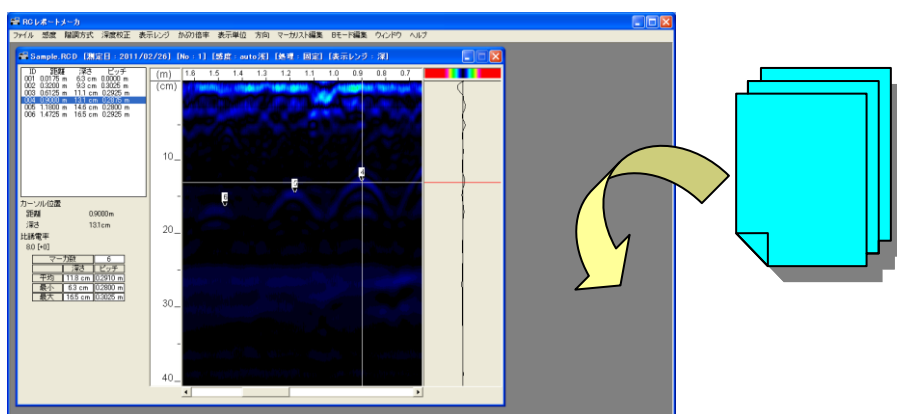 RCレポートメーカ
ファイル 感度 階調方式 深度校正 表示レンジ かぶり倍率 表示単位 方向 マーカリスト編集 Bモード編集 ウィンドウ ヘルプ
Sample.RCD [測定日:2011/02/26] [No:1] [感度:auto浅] [処理:固定] [表示レンジ:深]
ID 距離 深さ ピッチ
001 0.0175 m 6.3 cm 0.0000 m
002 0.3200 m 9.3 cm 0.3025 m
003 0.6125 m 11.1 cm 0.2925 m
004 0.9000 m 13.1 cm 0.2875 m
005 1.1800 m 14.6 cm 0.2800 m
006 1.4725 m 16.5 cm 0.2925 m
(m) 1.6 1.5 1.4 1.3 1.2 1.1 1.0 0.9 0.8 0.7
(cm)
10
20
30
40
6
5
4
カーソル位置
距離 0.9000m
深さ 13.1cm
比誘電率
8.0 [+0]
マーカ数 6
深さ ピッチ
平均 11.8 cm 0.2910 m
最小 6.3 cm 0.2800 m
最大 16.5 cm 0.3025 m